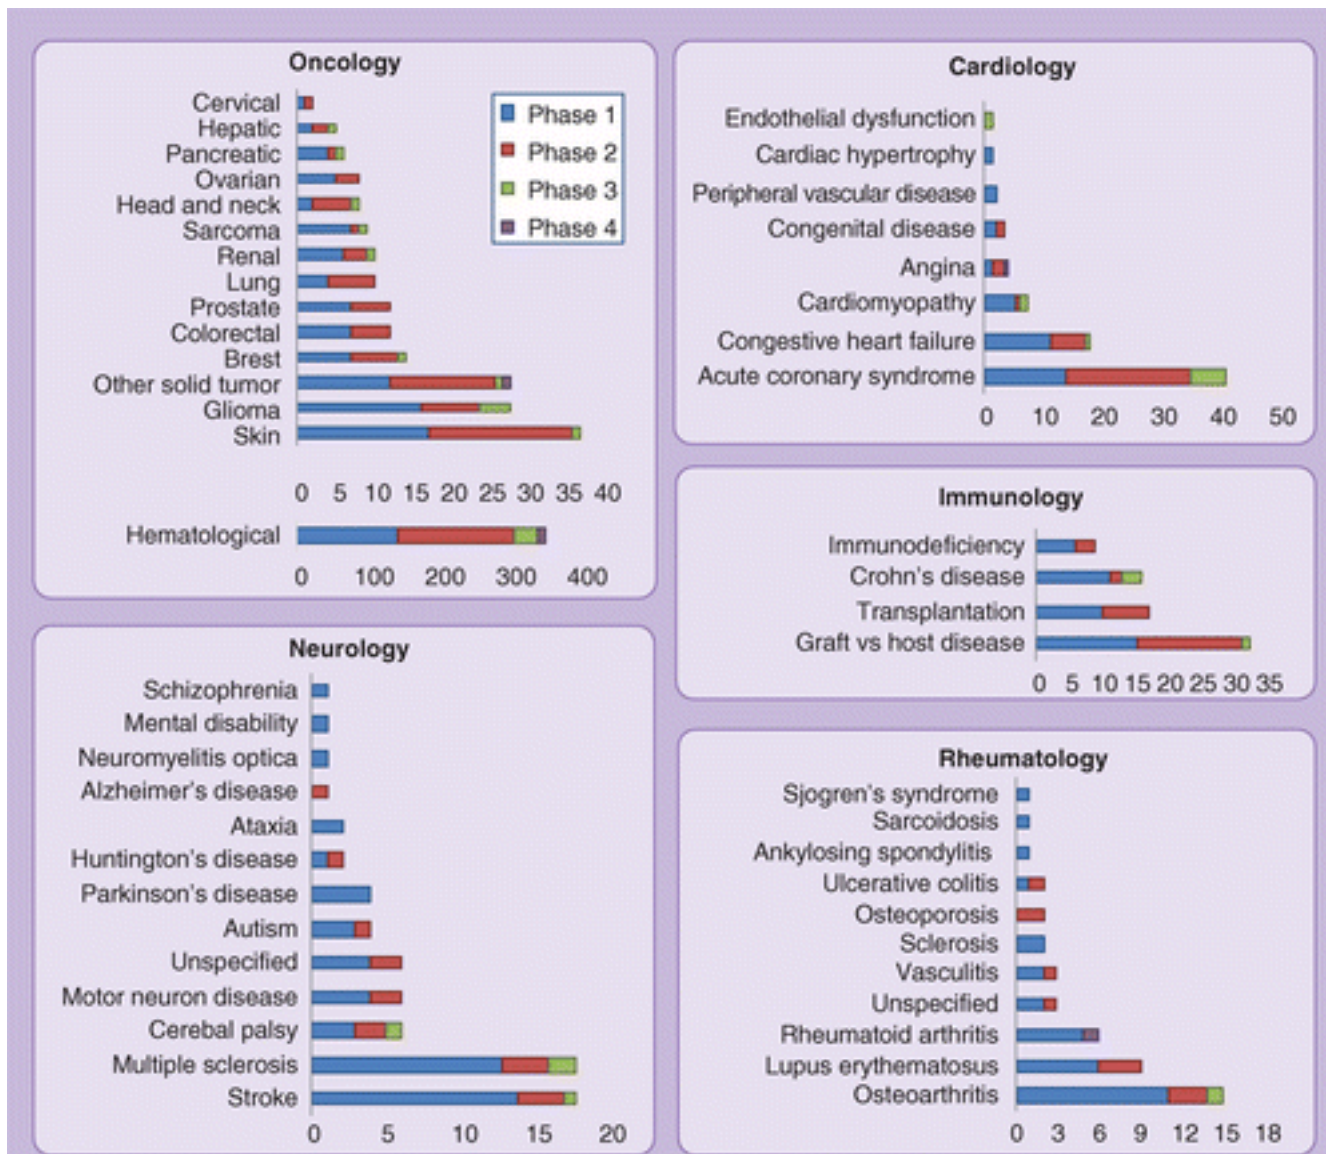 Oncology
Cervical
Hepatic
Pancreatic
Ovarian
Head and neck
Sarcoma
Renal
Lung
Prostate
Colorectal
Brest
Other solid tumor
Glioma
Skin
0 5 10 15 20 25 30 35 40
Hematological
0 100 200 300 400
Phase 1
Phase 2
Phase 3
Phase 4
Cardiology
Endothelial dysfunction
Cardiac hypertrophy
Peripheral vascular disease
Congenital disease
Angina
Cardiomyopathy
Congestive heart failure
Acute coronary syndrome
0 10 20 30 40 50
Immunology
Immunodeficiency
Crohn's disease
Transplantation
Graft vs host disease
0 5 10 15 20 25 30 35
Neurology
Schizophrenia
Mental disability
Neuromyelitis optica
Alzheimer's disease
Ataxia
Huntington's disease
Parkinson's disease
Autism
Unspecified
Motor neuron disease
Cerebal palsy
Multiple sclerosis
Stroke
0 5 10 15 20
Rheumatology
Sjogren's syndrome
Sarcoidosis
Ankylosing spondylitis
Ulcerative colitis
Osteoporosis
Sclerosis
Vasculitis
Unspecified
Rheumatoid arthritis
Lupus erythematosus
Osteoarthritis
0 3 6 9 12 15 18